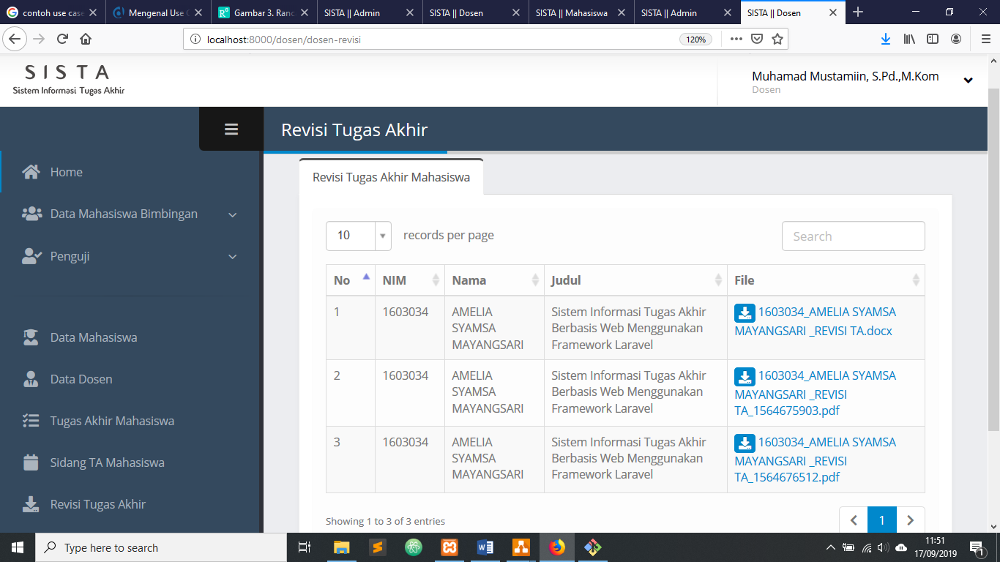 contoh use case
Mengenal Use C
Gambar 3. Ranc
SISTA || Admin
SISTA || Dosen
SISTA || Mahasiswa
SISTA || Admin
SISTA || Dosen
localhost:8000/dosen/dosen-revisi
120%
SISTA
Sistem Informasi Tugas Akhir
Muhamad Mustamiin, S.Pd.,M.Kom
Dosen
Revisi Tugas Akhir
Home
Data Mahasiswa Bimbingan
Penguji
Data Mahasiswa
Data Dosen
Tugas Akhir Mahasiswa
Sidang TA Mahasiswa
Revisi Tugas Akhir
Revisi Tugas Akhir Mahasiswa
10 records per page
Search
No NIM Nama Judul File
1 1603034 AMELIA Sistem Informasi Tugas Akhir 1603034_AMELIA SYAMSA
SYAMSA Berbasis Web Menggunakan MAYANGSARI _REVISI TA.docx
MAYANGSARI Framework Laravel
2 1603034 AMELIA Sistem Informasi Tugas Akhir 1603034_AMELIA SYAMSA
SYAMSA Berbasis Web Menggunakan MAYANGSARI _REVISI
MAYANGSARI Framework Laravel TA_1564675903.pdf
3 1603034 AMELIA Sistem Informasi Tugas Akhir 1603034_AMELIA SYAMSA
SYAMSA Berbasis Web Menggunakan MAYANGSARI _REVISI
MAYANGSARI Framework Laravel TA_1564676512.pdf
Showing 1 to 3 of 3 entries
1
Type here to search
11:51
17/09/2019
1